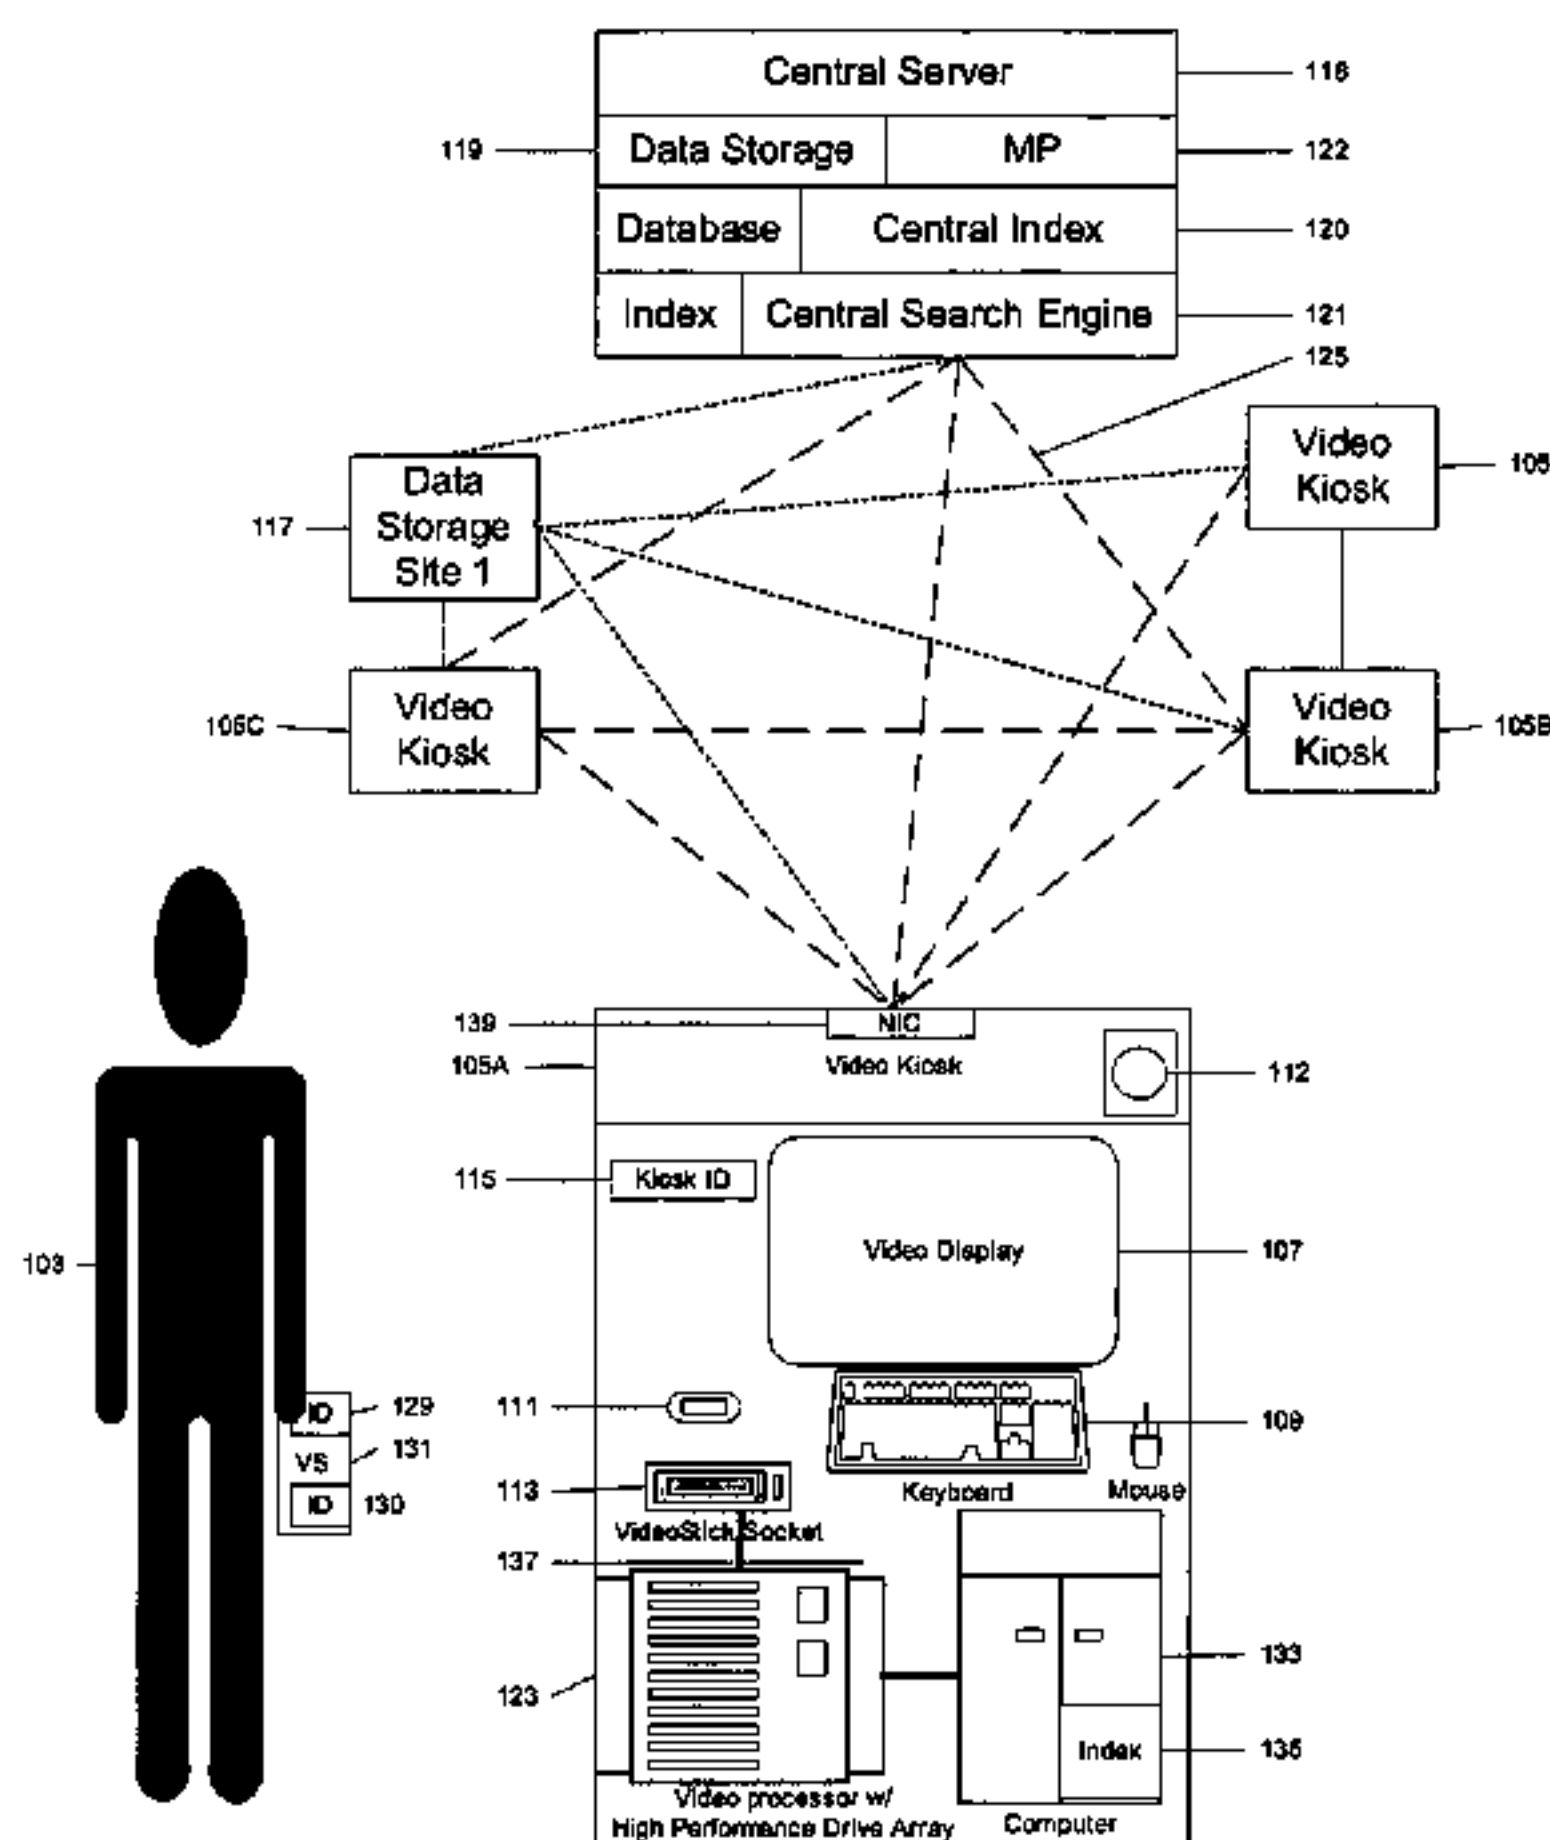 Central Server
116
119
Data Storage
MP
122
Database
Central Index
120
Index
Central Search Engine
121
125
Video
Kiosk
105
Data
Storage
Site 1
117
Video
Kiosk
105C
Video
Kiosk
105B
139
NIC
105A
Video Kiosk
112
115
Kiosk ID
103
Video Display
107
ID
129
VS
131
ID
130
111
109
113
Keyboard
Mouse
VideoStick Socket
137
133
123
Index
135
Video processor w/
High Performance Drive Array
Computer